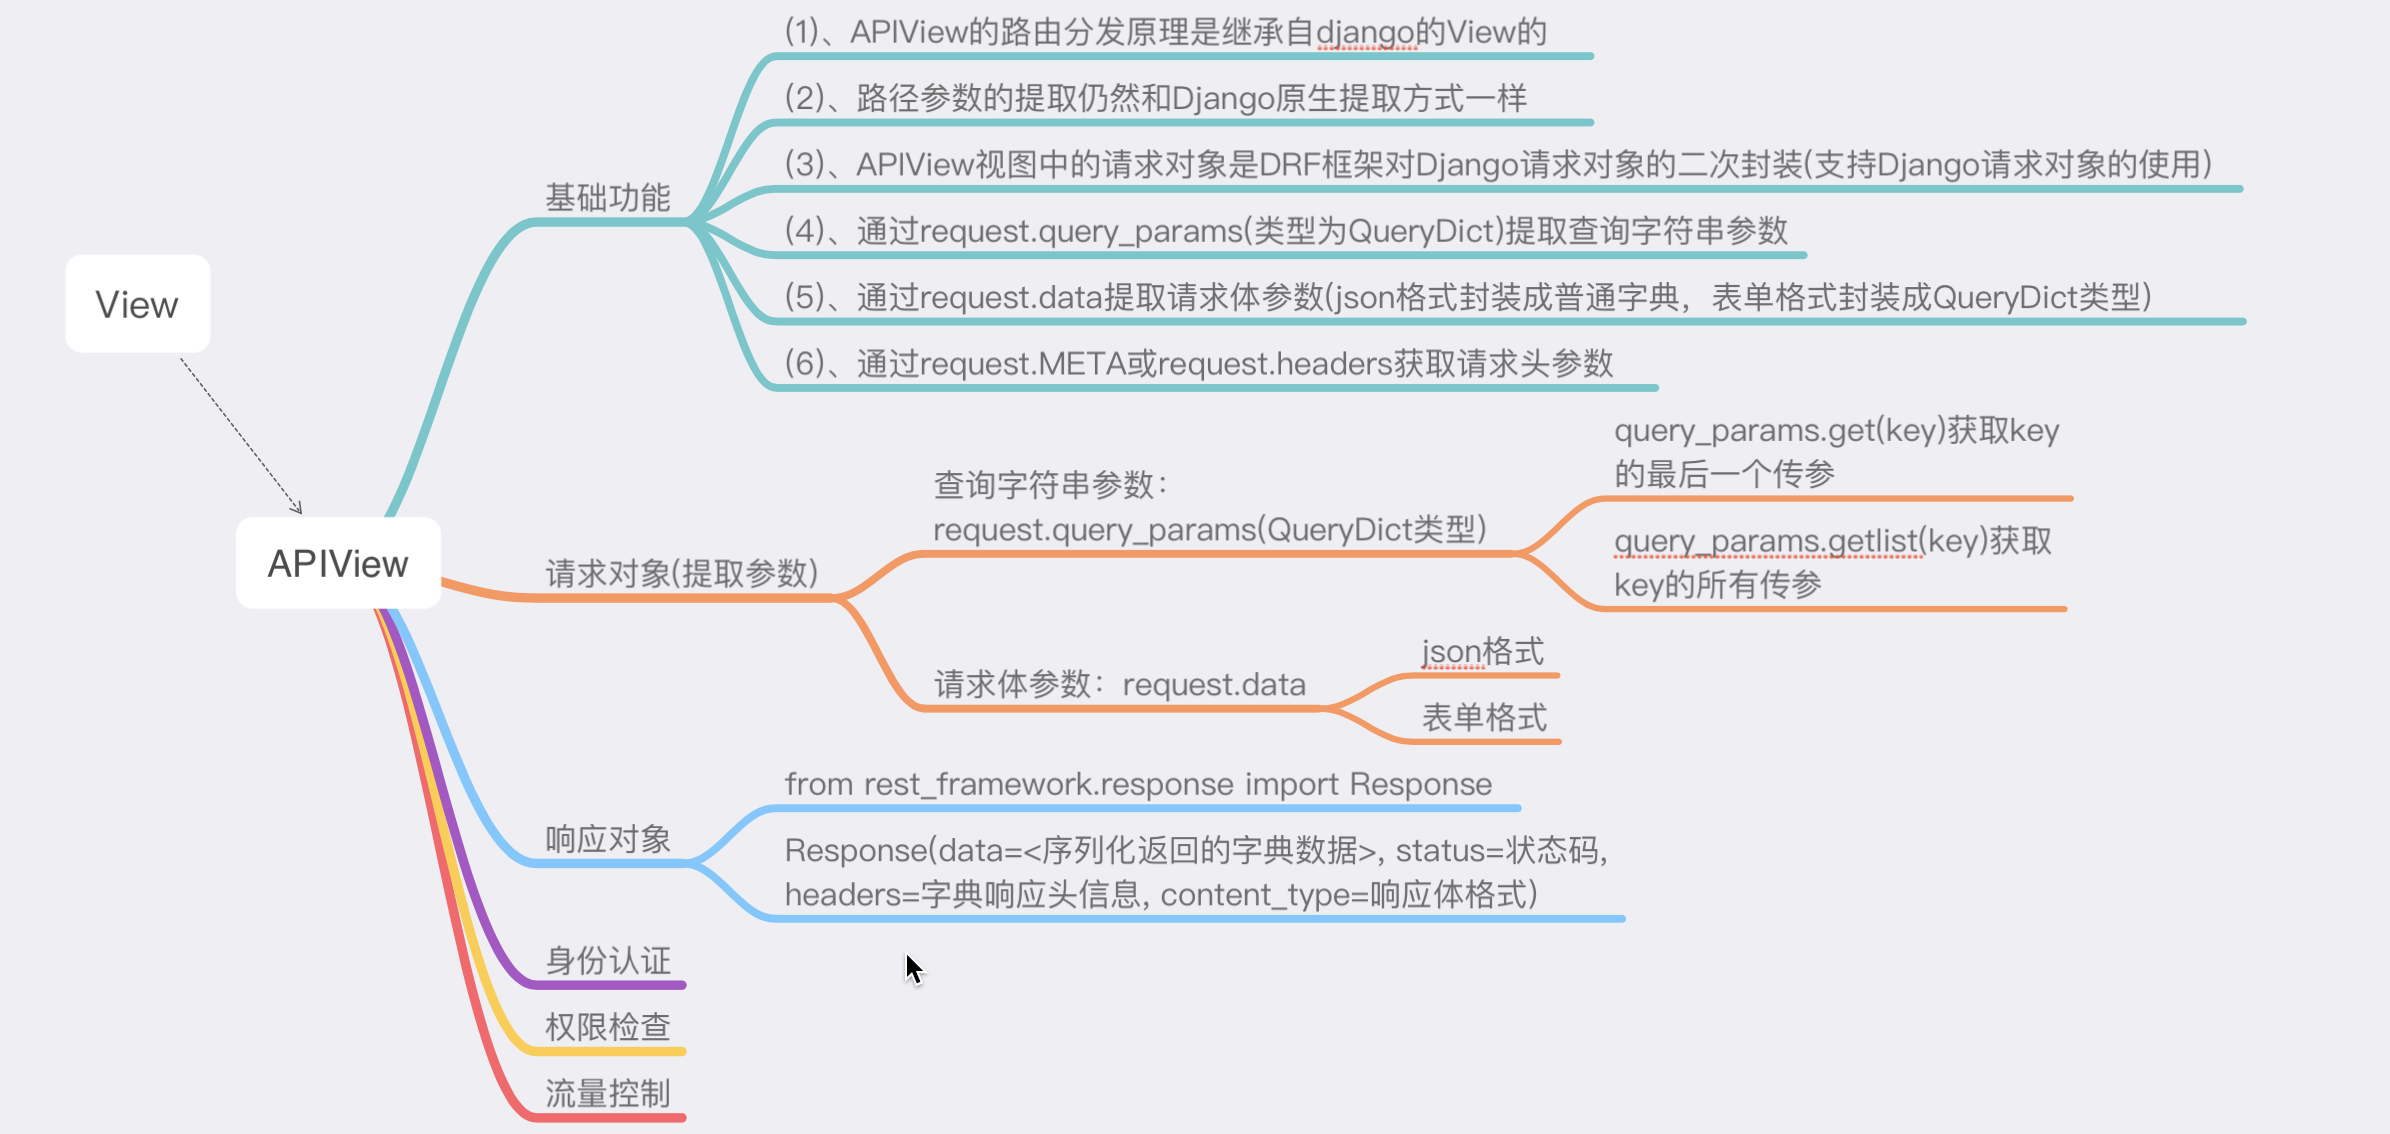 View
APIView
基础功能
(1)、APIView的路由分发原理是继承自django的View的
(2)、路径参数的提取仍然和Django原生提取方式一样
(3)、APIView视图中的请求对象是DRF框架对Django请求对象的二次封装(支持Django请求对象的使用)
(4)、通过request.query_params(类型为QueryDict)提取查询字符串参数
(5)、通过request.data提取请求体参数(json格式封装成普通字典，表单格式封装成QueryDict类型)
(6)、通过request.META或request.headers获取请求头参数
请求对象(提取参数)
查询字符串参数：
request.query_params(QueryDict类型)
query_params.get(key)获取key
的最后一个传参
query_params.getlist(key)获取
key的所有传参
请求体参数：request.data
json格式
表单格式
响应对象
from rest_framework.response import Response
Response(data=<序列化返回的字典数据>, status=状态码,
headers=字典响应头信息, content_type=响应体格式)
身份认证
权限检查
流量控制